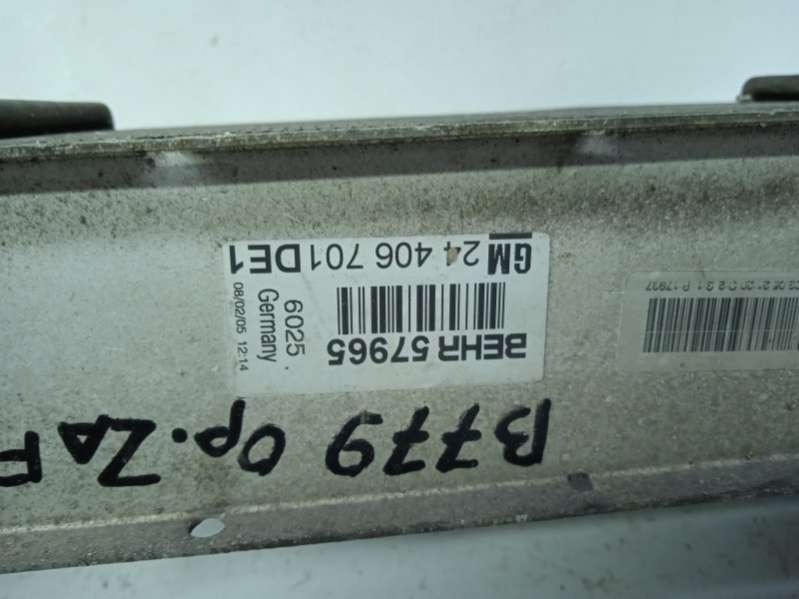 GM 24 406 701 DE1
BEHR 57965
6025
Germany
08/02/05 12:14
B779 Op. ZAF